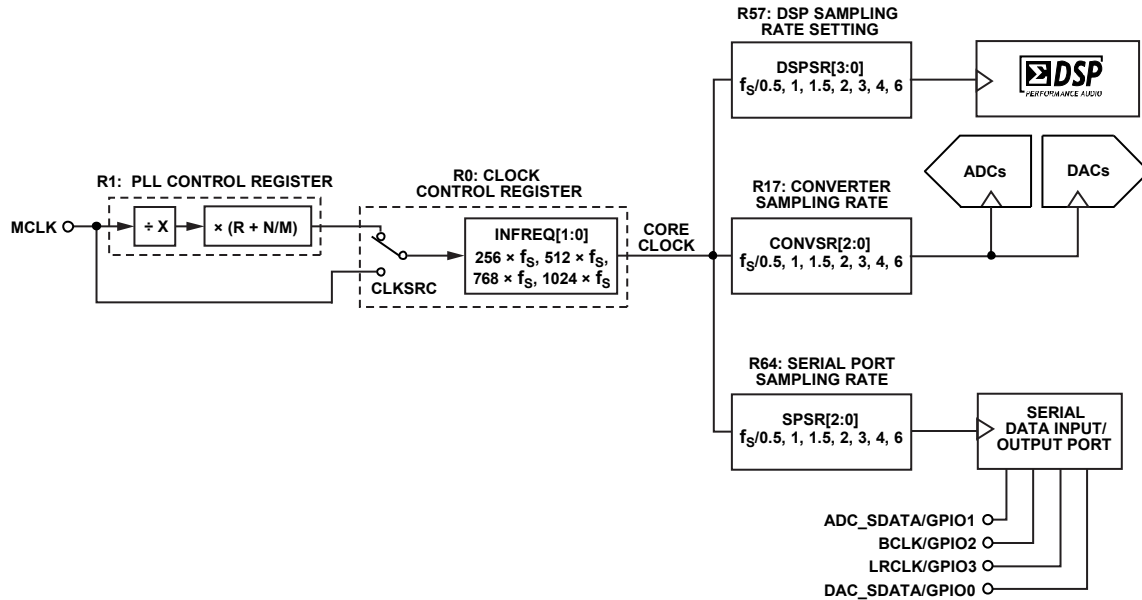 R57: DSP SAMPLING
RATE SETTING
DSPSR[3:0]
fS/0.5, 1, 1.5, 2, 3, 4, 6
ΣDSP
PERFORMANCE AUDIO
R1: PLL CONTROL REGISTER
MCLK
÷ X
× (R + N/M)
R0: CLOCK
CONTROL REGISTER
CLKSRC
INFREQ[1:0]
256 × fS, 512 × fS,
768 × fS, 1024 × fS
CORE
CLOCK
R17: CONVERTER
SAMPLING RATE
CONVSR[2:0]
fS/0.5, 1, 1.5, 2, 3, 4, 6
ADCs
DACs
R64: SERIAL PORT
SAMPLING RATE
SPSR[2:0]
fS/0.5, 1, 1.5, 2, 3, 4, 6
SERIAL
DATA INPUT/
OUTPUT PORT
ADC_SDATA/GPIO1
BCLK/GPIO2
LRCLK/GPIO3
DAC_SDATA/GPIO0